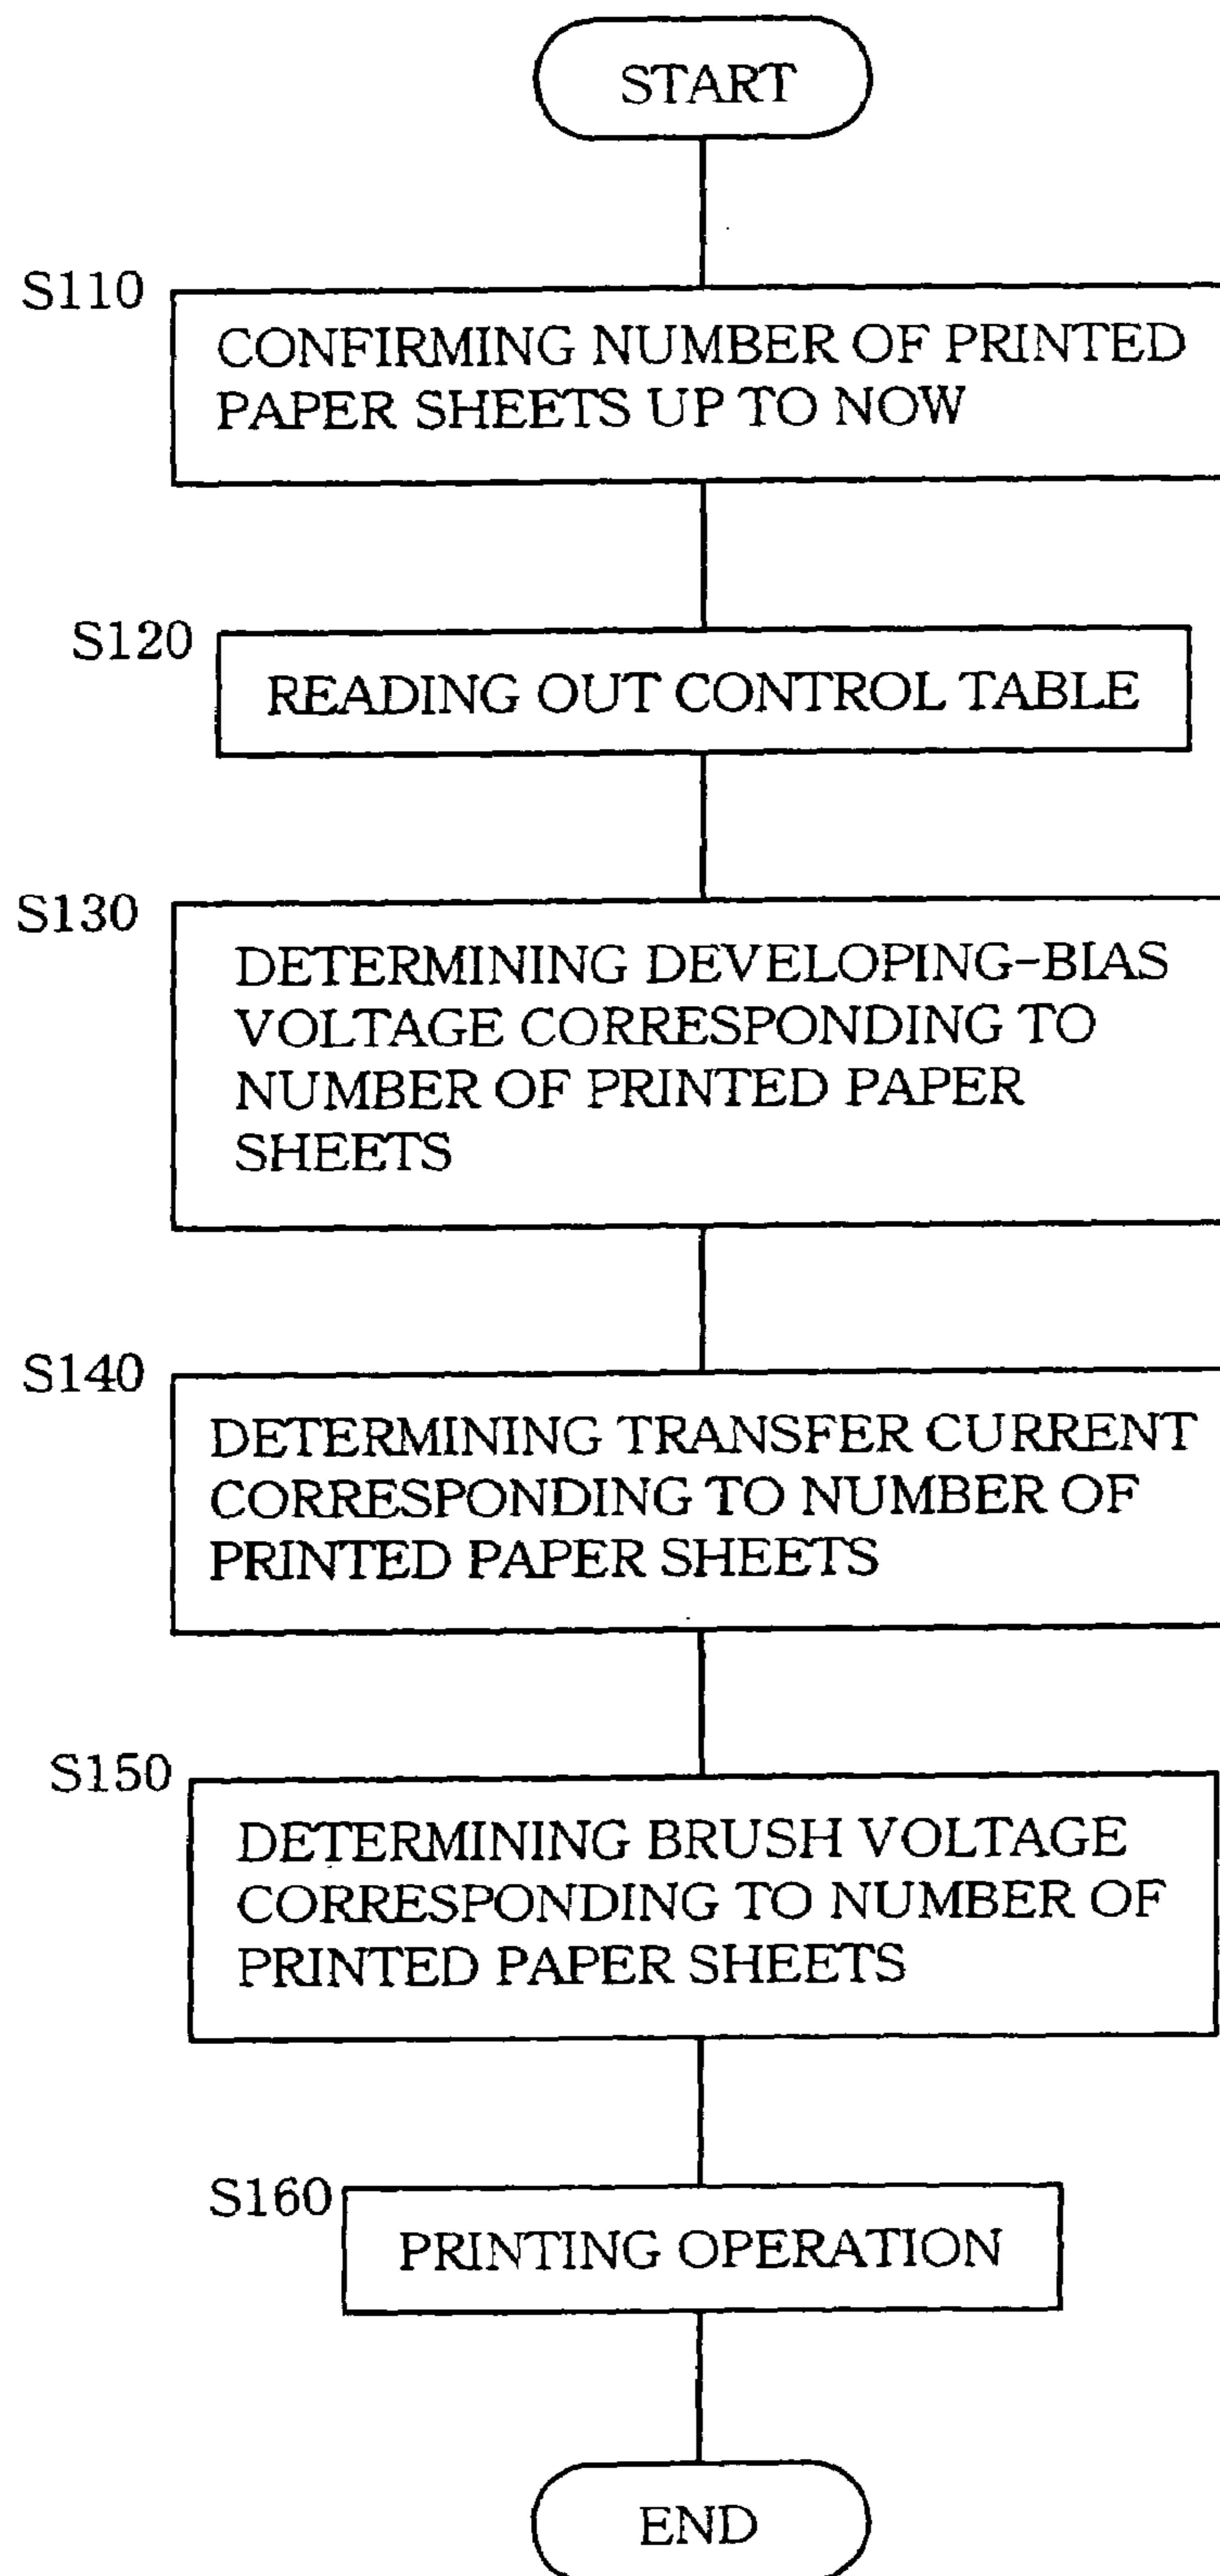 START
S110
CONFIRMING NUMBER OF PRINTED
PAPER SHEETS UP TO NOW
S120
READING OUT CONTROL TABLE
S130
DETERMINING DEVELOPING-BIAS
VOLTAGE CORRESPONDING TO
NUMBER OF PRINTED PAPER
SHEETS
S140
DETERMINING TRANSFER CURRENT
CORRESPONDING TO NUMBER OF
PRINTED PAPER SHEETS
S150
DETERMINING BRUSH VOLTAGE
CORRESPONDING TO NUMBER OF
PRINTED PAPER SHEETS
S160
PRINTING OPERATION
END